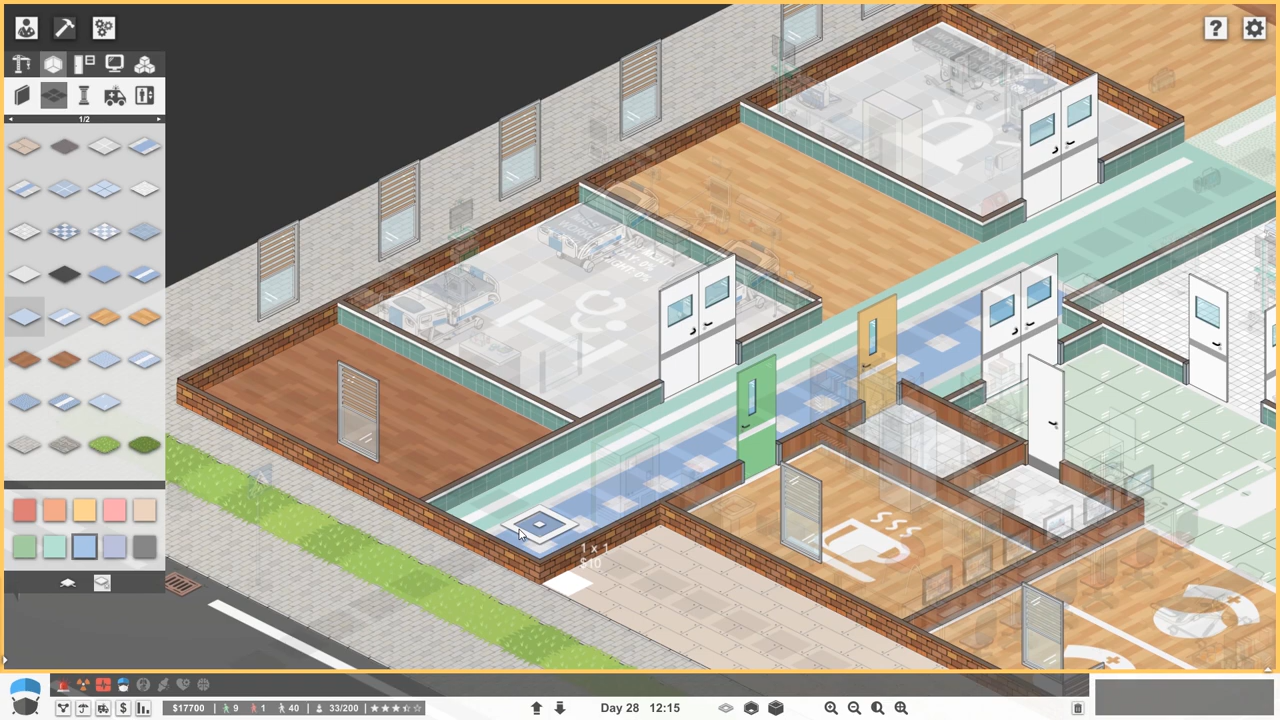 ?
1/2
1 x 1
$10
$17700 | 9 1 40 | 33/200
Day 28 12:15
$